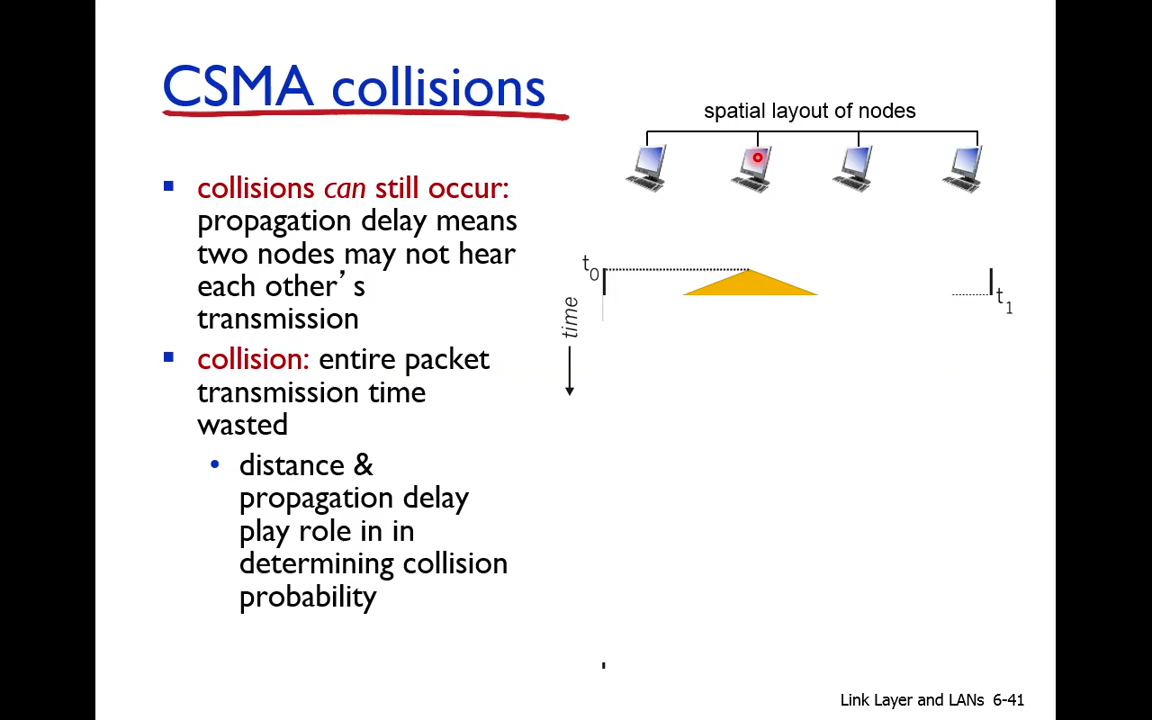 CSMA collisions
spatial layout of nodes
collisions can still occur:
propagation delay means
two nodes may not hear
each other’s
transmission
collision: entire packet
transmission time
wasted
distance &
propagation delay
play role in in
determining collision
probability
t0
time
t1
Link Layer and LANs 6-41